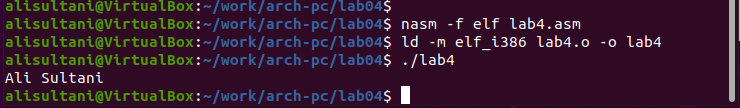 alisultani@VirtualBox:~/work/arch-pc/lab04$
alisultani@VirtualBox:~/work/arch-pc/lab04$ nasm -f elf lab4.asm
alisultani@VirtualBox:~/work/arch-pc/lab04$ ld -m elf_i386 lab4.o -o lab4
alisultani@VirtualBox:~/work/arch-pc/lab04$ ./lab4
Ali Sultani
alisultani@VirtualBox:~/work/arch-pc/lab04$